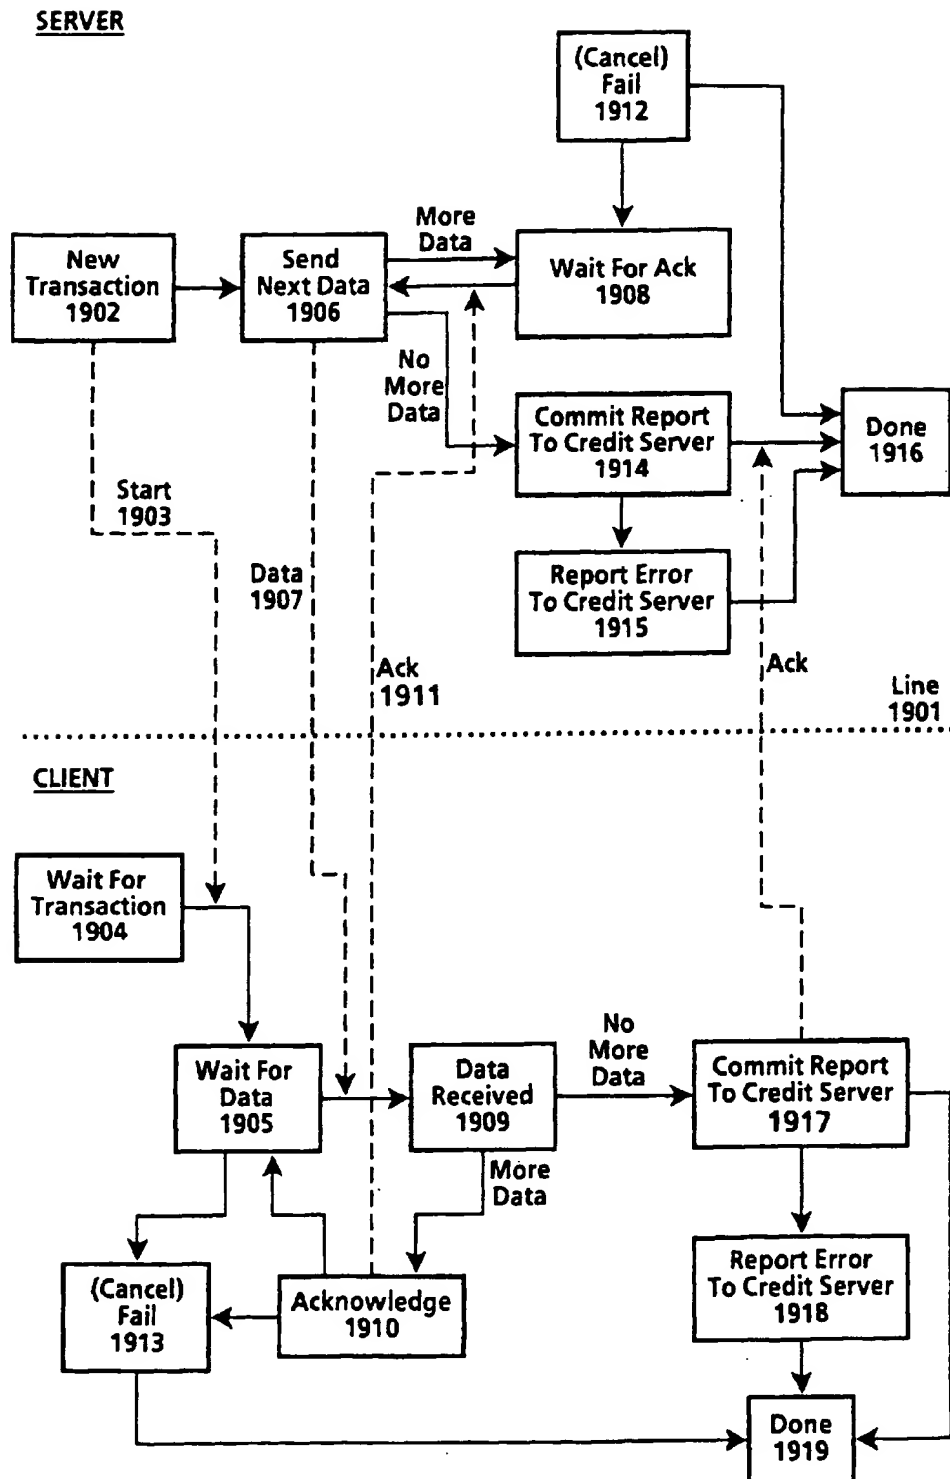 SERVER
(Cancel)
Fail
1912
More
Data
New
Transaction
1902
Send
Next Data
1906
Wait For Ack
1908
No
More
Data
Commit Report
To Credit Server
1914
Done
1916
Start
1903
Data
1907
Report Error
To Credit Server
1915
Ack
1911
Ack
Line
1901
CLIENT
Wait For
Transaction
1904
Wait For
Data
1905
Data
Received
1909
No
More
Data
Commit Report
To Credit Server
1917
More
Data
(Cancel)
Fail
1913
Acknowledge
1910
Report Error
To Credit Server
1918
Done
1919